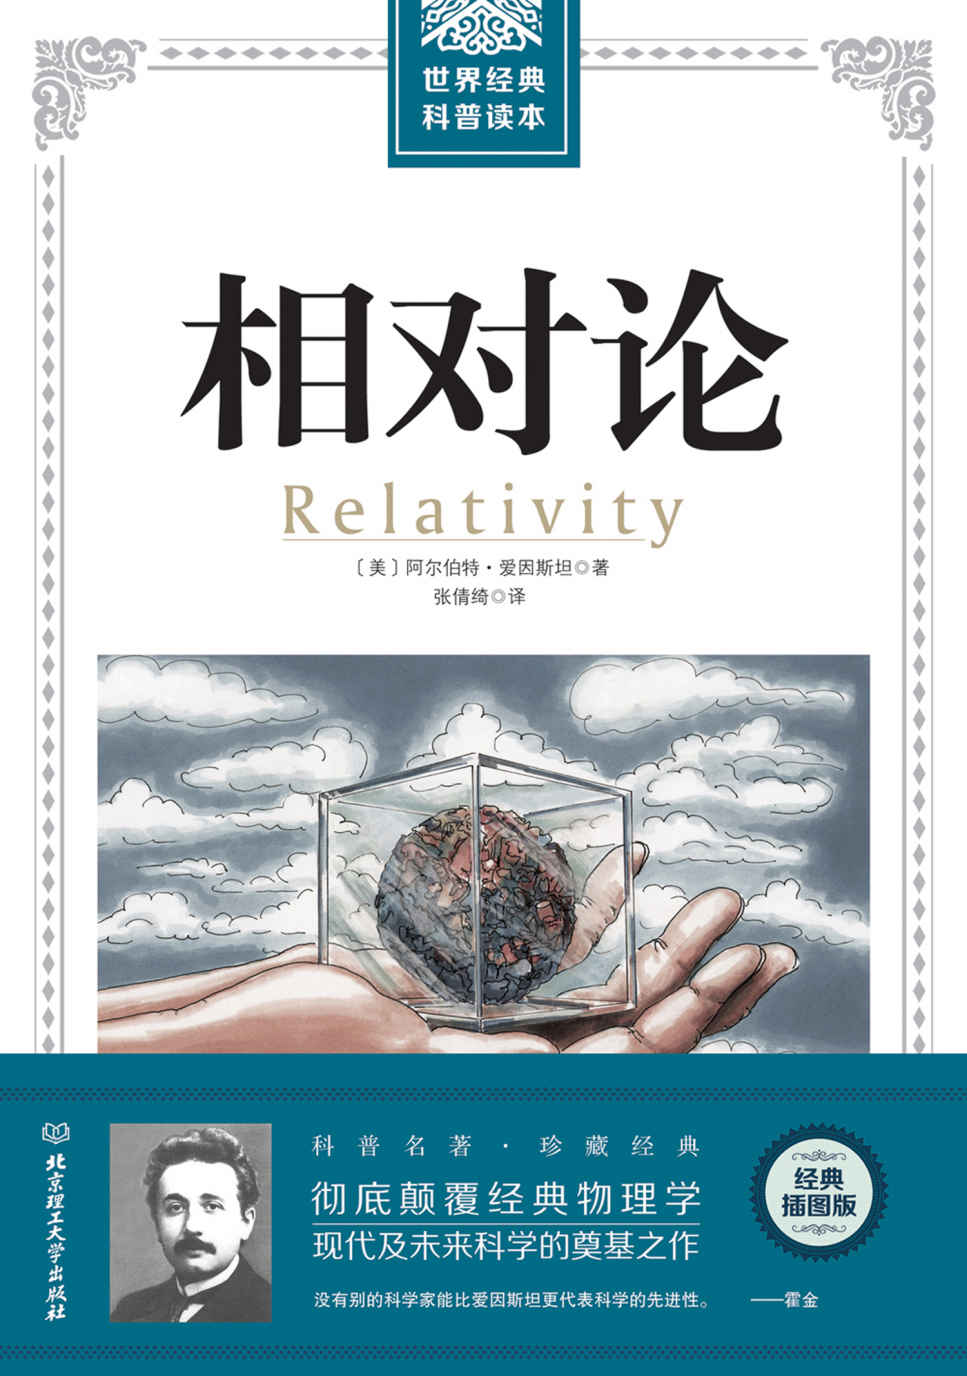 世界经典
科普读本
相对论
Relativity
〔美〕阿尔伯特·爱因斯坦◎著
张倩绮◎译
北京理工大学出版社
科普名著·珍藏经典
彻底颠覆经典物理学
现代及未来科学的奠基之作
没有别的科学家能比爱因斯坦更代表科学的先进性。 ——霍金
经典
插图版